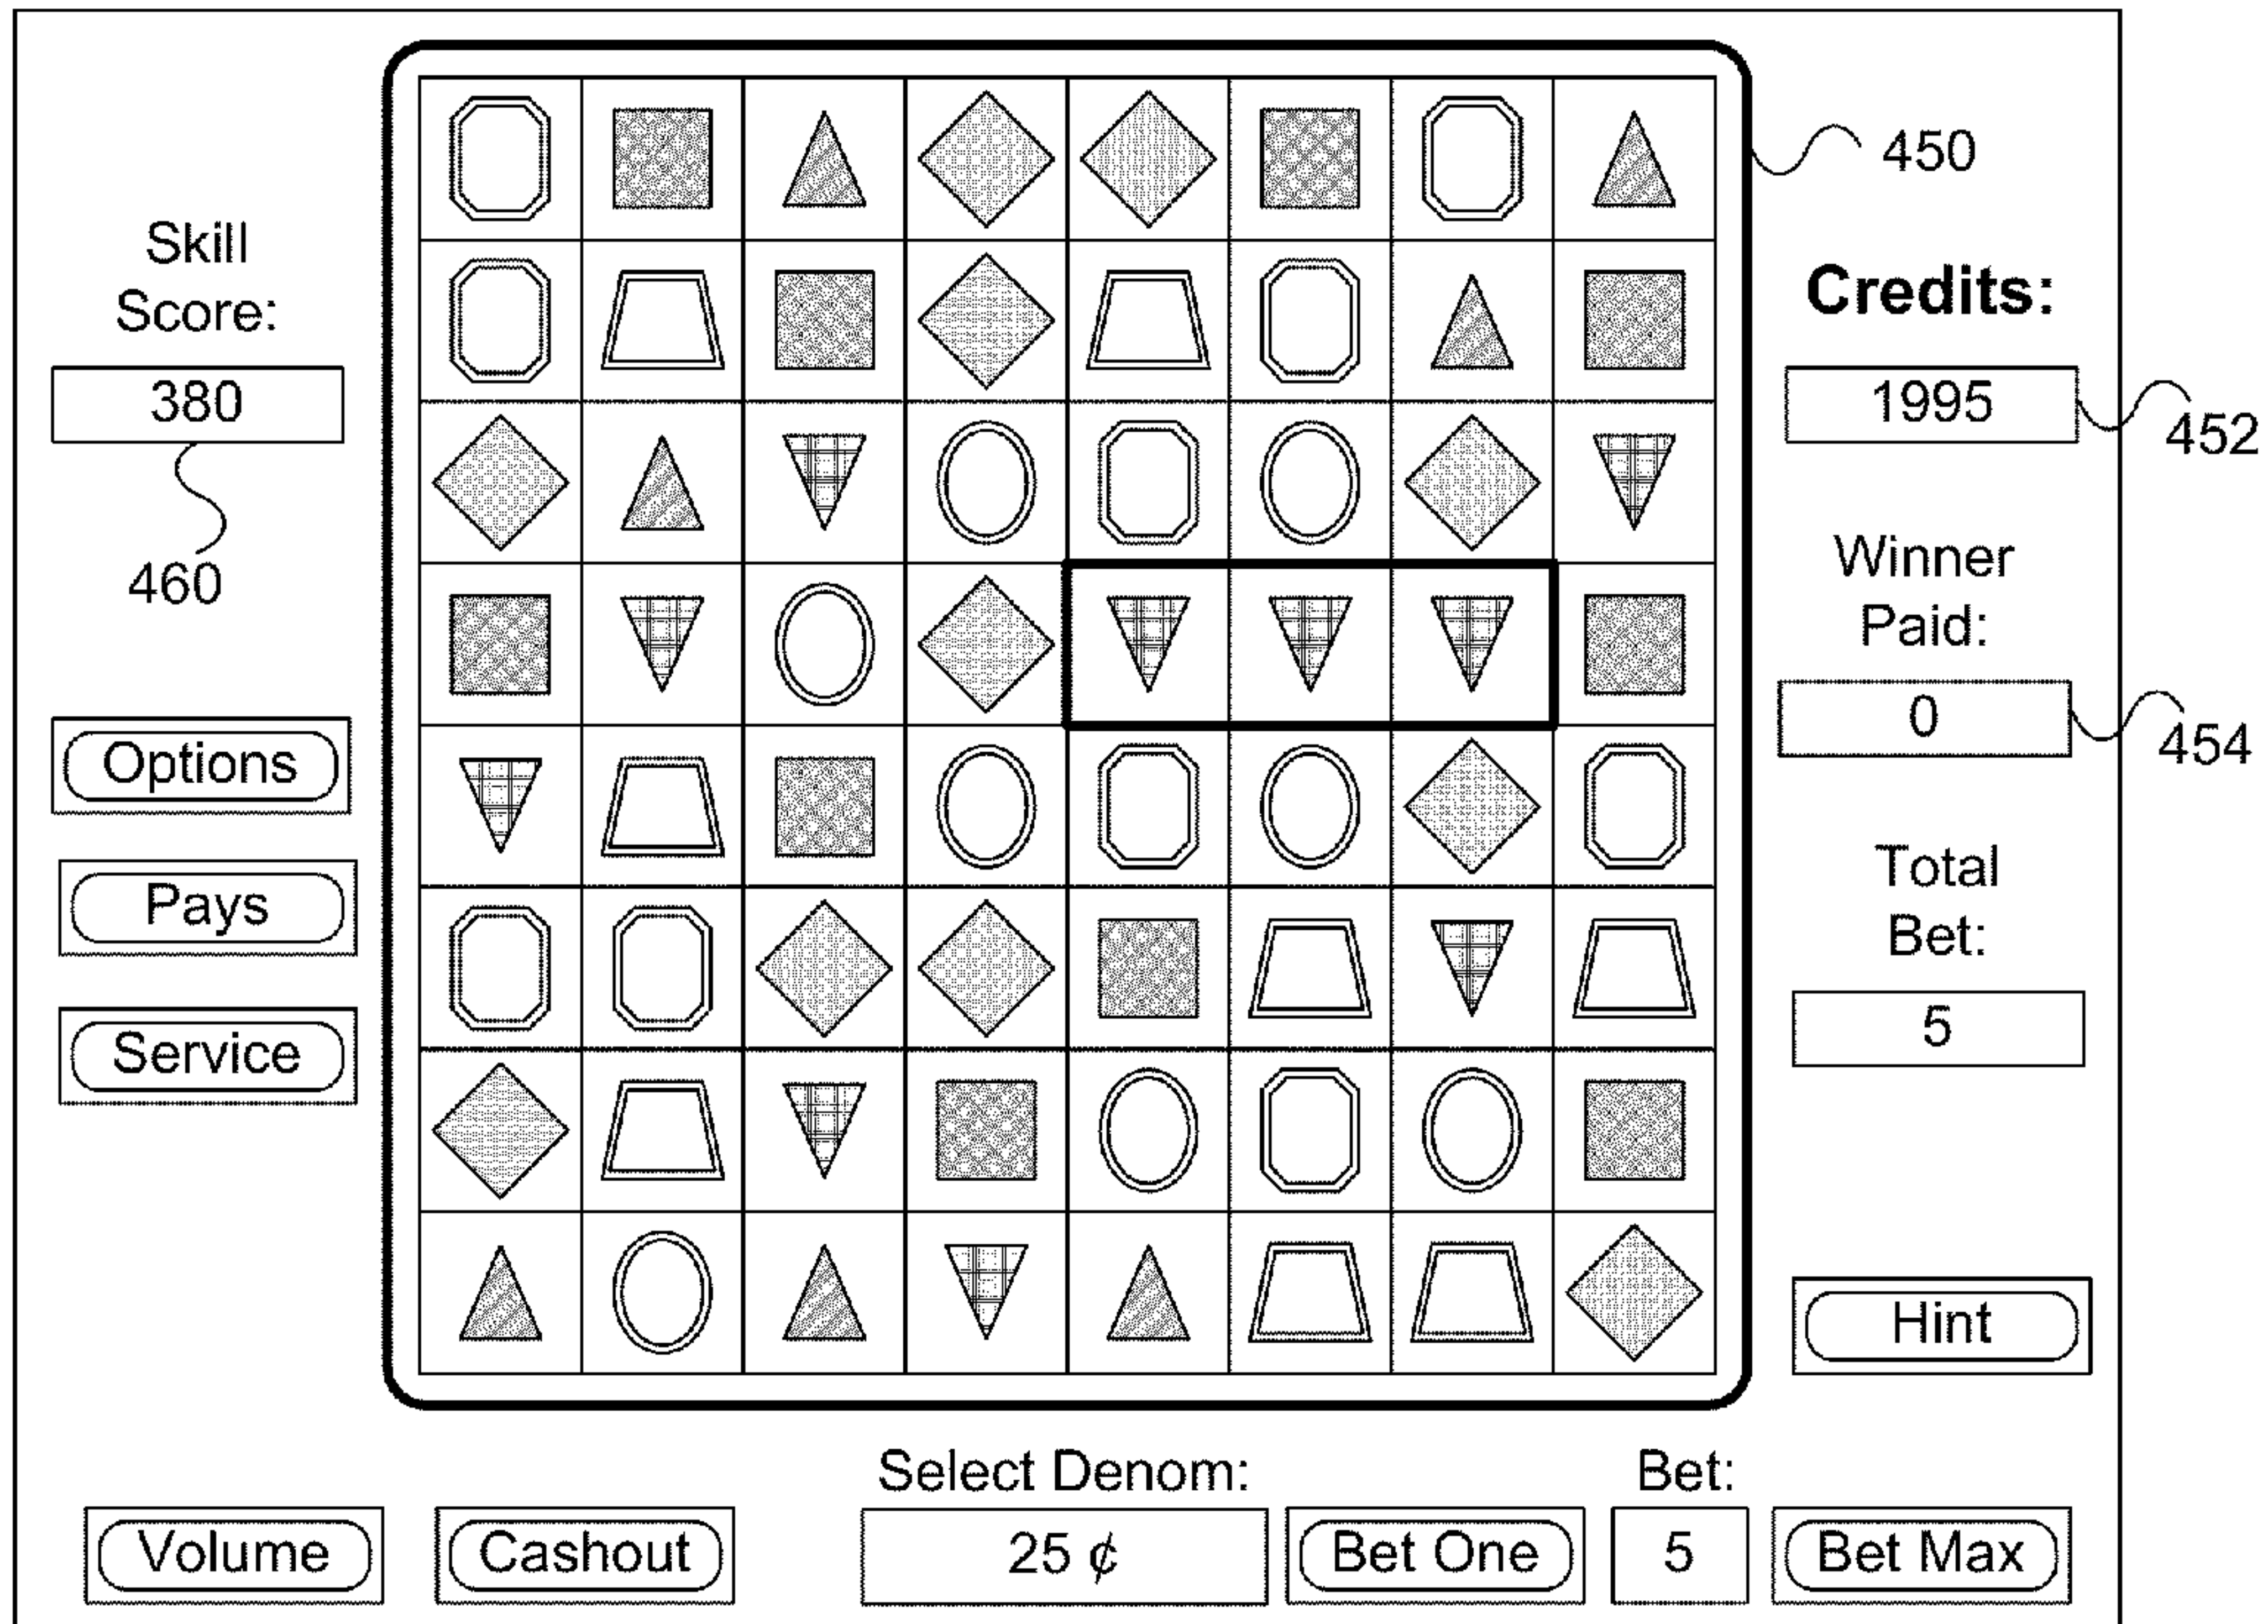 450
Skill
Score:
380
460
Credits:
1995
452
Winner
Paid:
0
454
Options
Pays
Service
Total
Bet:
5
Hint
Select Denom:
Bet:
Volume
Cashout
25 ¢
Bet One
5
Bet Max